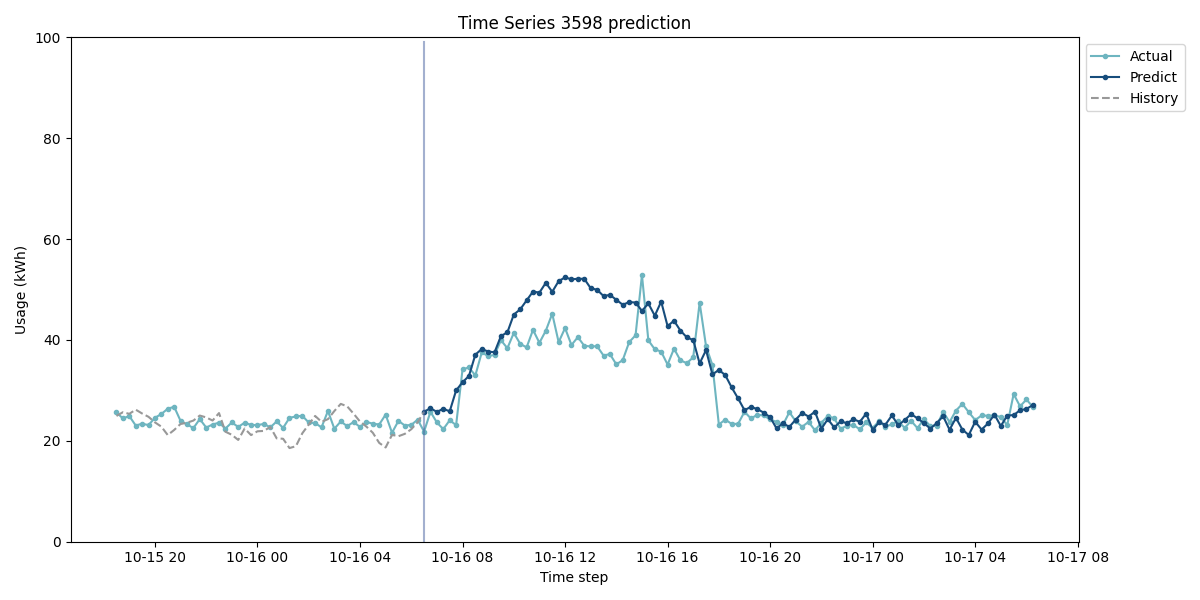 Time Series 3598 prediction
100
80
60
40
20
0
Usage (kWh)
10-15 20
10-16 00
10-16 04
10-16 08
10-16 12
10-16 16
10-16 20
10-17 00
10-17 04
10-17 08
Time step
Actual
Predict
History